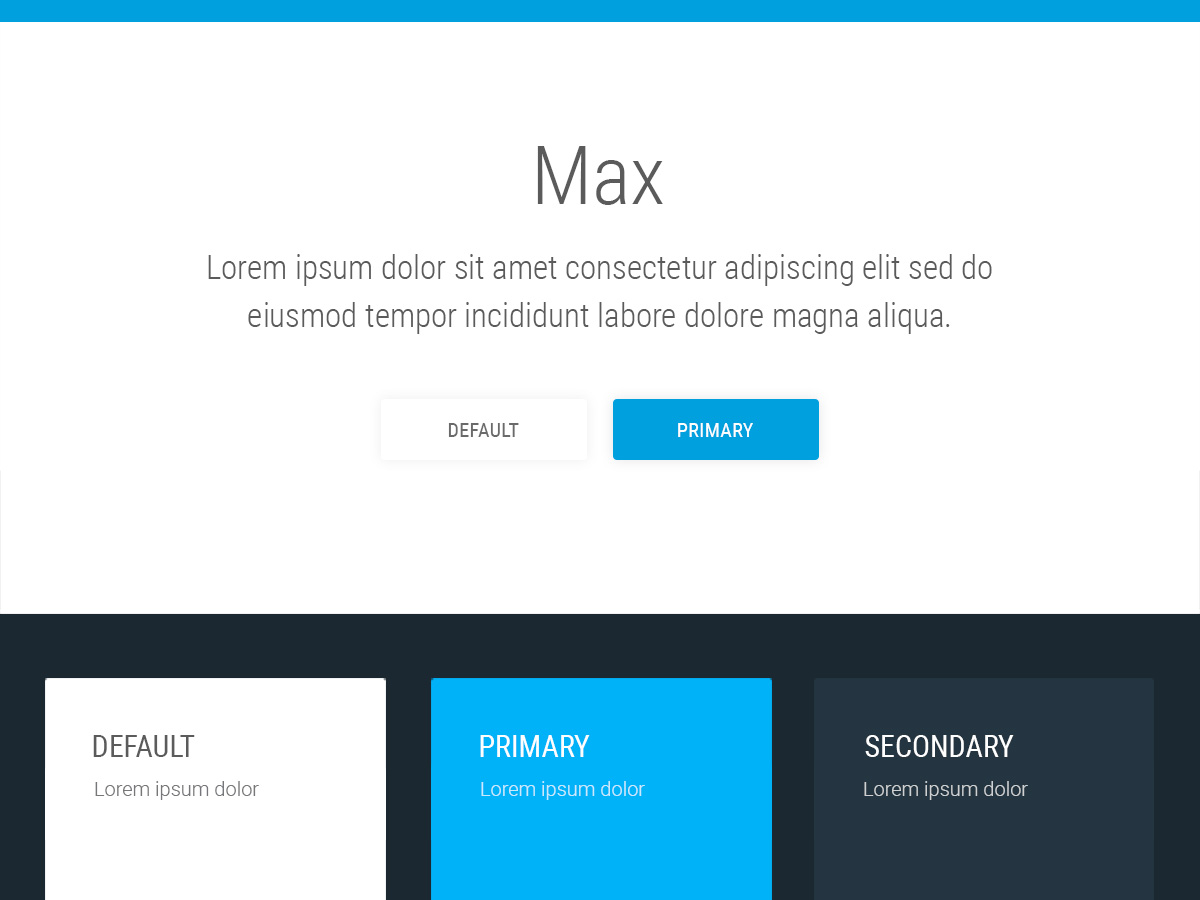 Max
Lorem ipsum dolor sit amet consectetur adipiscing elit sed do
eiusmod tempor incididunt labore dolore magna aliqua.
DEFAULT
PRIMARY
DEFAULT
Lorem ipsum dolor
PRIMARY
Lorem ipsum dolor
SECONDARY
Lorem ipsum dolor